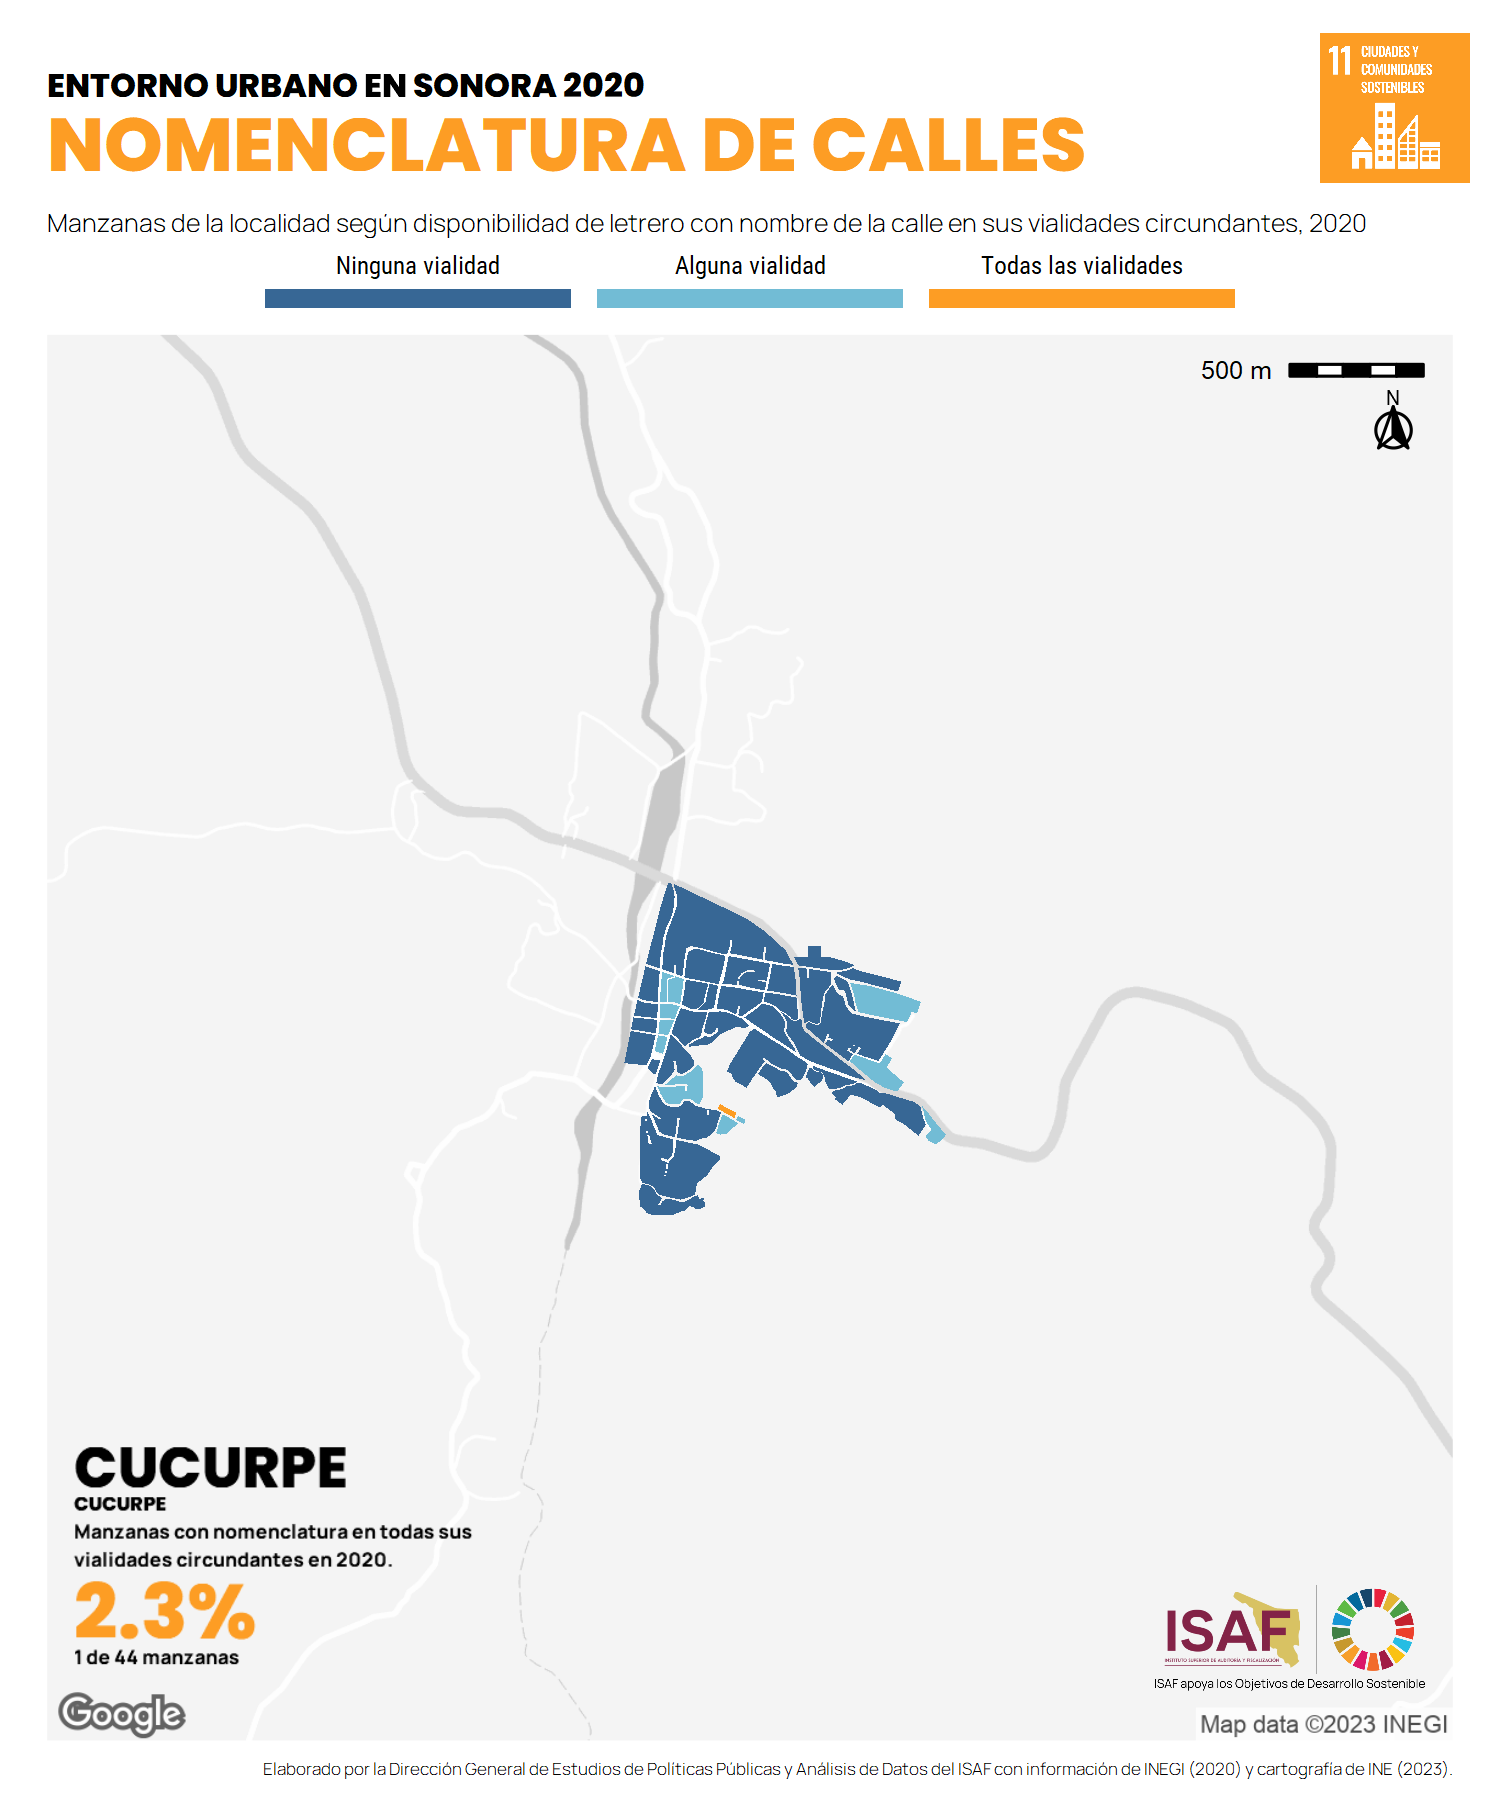 ENTORNO URBANO EN SONORA 2020
NOMENCLATURA DE CALLES
11 CIUDADES Y
COMUNIDADES
SOSTENIBLES
Manzanas de la localidad según disponibilidad de letrero con nombre de la calle en sus vialidades circundantes, 2020
Ninguna vialidad
Alguna vialidad
Todas las vialidades
500 m
N
CUCURPE
CUCURPE
Manzanas con nomenclatura en todas sus
vialidades circundantes en 2020.
2.3%
1 de 44 manzanas
ISAF
INSTITUTO SUPERIOR DE AUDITORÍA Y FISCALIZACIÓN
ISAF apoya los Objetivos de Desarrollo Sostenible
Google
Map data ©2023 INEGI
Elaborado por la Dirección General de Estudios de Políticas Públicas y Análisis de Datos del ISAF con información de INEGI (2020) y cartografía de INE (2023).